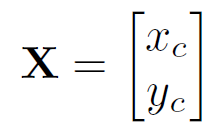 X = [x_c
y_c]